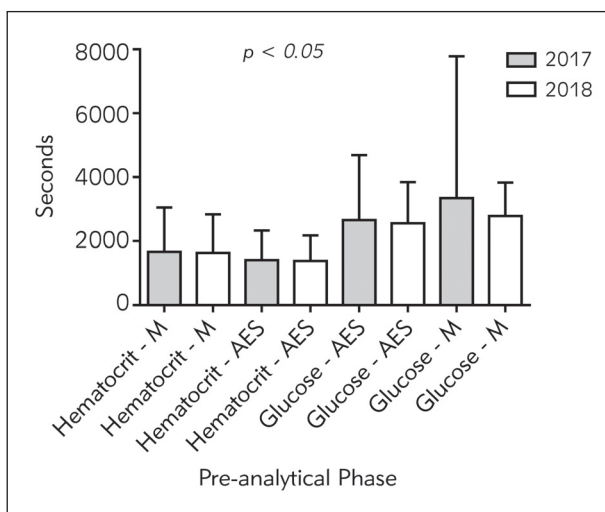 p < 0.05
2017
2018
Seconds
8000
6000
4000
2000
0
Hematocrit - M
Hematocrit - M
Hematocrit - AES
Hematocrit - AES
Glucose - AES
Glucose - AES
Glucose - M
Glucose - M
Pre-analytical Phase